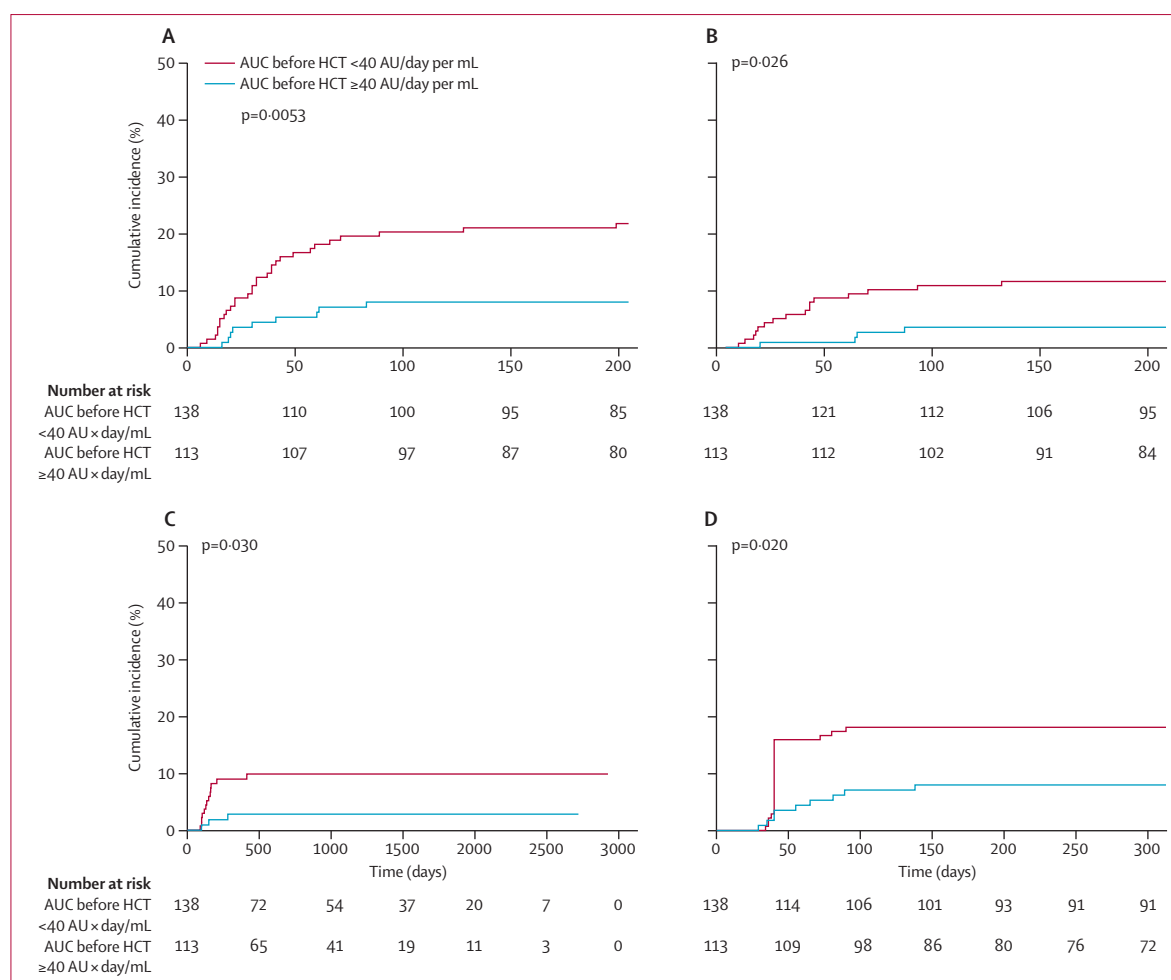 A
50
40
30
20
10
0
Cumulative incidence (%)
AUC before HCT <40 AU/day per mL
AUC before HCT ≥40 AU/day per mL
p=0·0053
0 50 100 150 200
B
p=0·026
0 50 100 150 200
Number at risk
AUC before HCT
<40 AU × day/mL
138 110 100 95 85
138 121 112 106 95
AUC before HCT
≥40 AU × day/mL
113 107 97 87 80
113 112 102 91 84
C
50
40
30
20
10
0
Cumulative incidence (%)
p=0·030
0 500 1000 1500 2000 2500 3000
Time (days)
D
p=0·020
0 50 100 150 200 250 300
Time (days)
Number at risk
AUC before HCT
<40 AU × day/mL
138 72 54 37 20 7 0
138 114 106 101 93 91 91
AUC before HCT
≥40 AU × day/mL
113 65 41 19 11 3 0
113 109 98 86 80 76 72